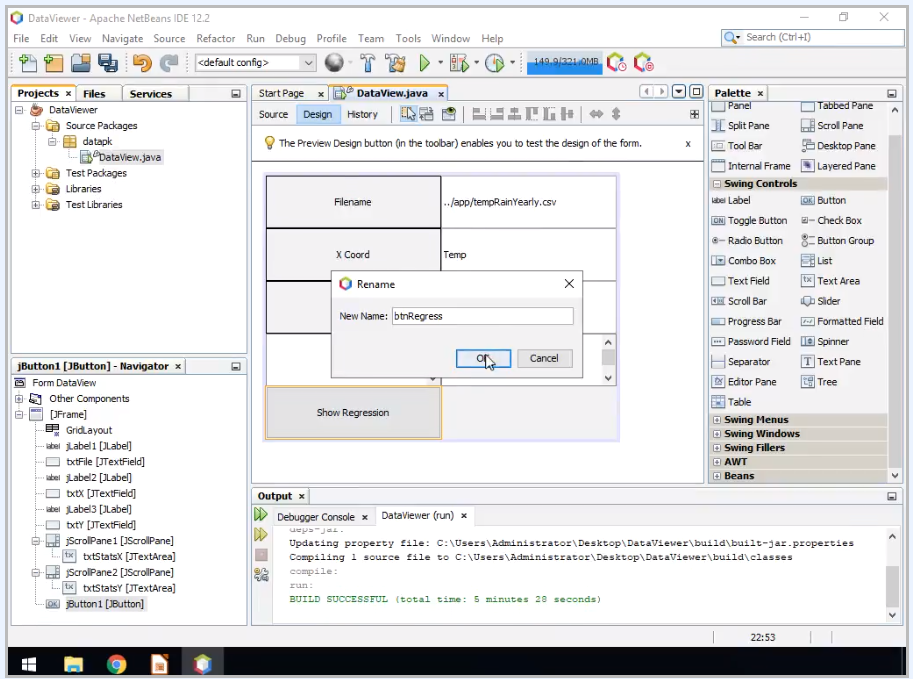 DataViewer - Apache NetBeans IDE 12.2
File Edit View Navigate Source Refactor Run Debug Profile Team Tools Window Help
Search (Ctrl+I)
<default config>
149.9/321.0MB
Projects × Files Services
DataViewer
Source Packages
datapk
DataView.java
Test Packages
Libraries
Test Libraries
Start Page × DataView.java ×
Source Design History
The Preview Design button (in the toolbar) enables you to test the design of the form. x
Filename ../app/tempRainYearly.csv
X Coord Temp
Rename
New Name: btnRegress
Cancel
Show Regression
Palette ×
Panel Tabbed Pane
Split Pane Scroll Pane
Tool Bar Desktop Pane
Internal Frame Layered Pane
Swing Controls
label Label OK Button
ON Toggle Button Check Box
Radio Button Button Group
Combo Box List
Text Field Text Area
Scroll Bar Slider
Progress Bar Formatted Field
Password Field Spinner
Separator Text Pane
Editor Pane Tree
Table
Swing Menus
Swing Windows
Swing Fillers
AWT
Beans
jButton1 [JButton] - Navigator ×
Form DataView
Other Components
[JFrame]
GridLayout
label jLabel1 [JLabel]
txtFile [JTextField]
label jLabel2 [JLabel]
txtX [JTextField]
label jLabel3 [JLabel]
txtY [JTextField]
jScrollPane1 [JScrollPane]
txtStatsX [JTextArea]
jScrollPane2 [JScrollPane]
txtStatsY [JTextArea]
OK jButton1 [JButton]
Output ×
Debugger Console × DataViewer (run) ×
deps-jar:
Updating property file: C:\Users\Administrator\Desktop\DataViewer\build\built-jar.properties
Compiling 1 source file to C:\Users\Administrator\Desktop\DataViewer\build\classes
compile:
run:
BUILD SUCCESSFUL (total time: 5 minutes 28 seconds)
22:53